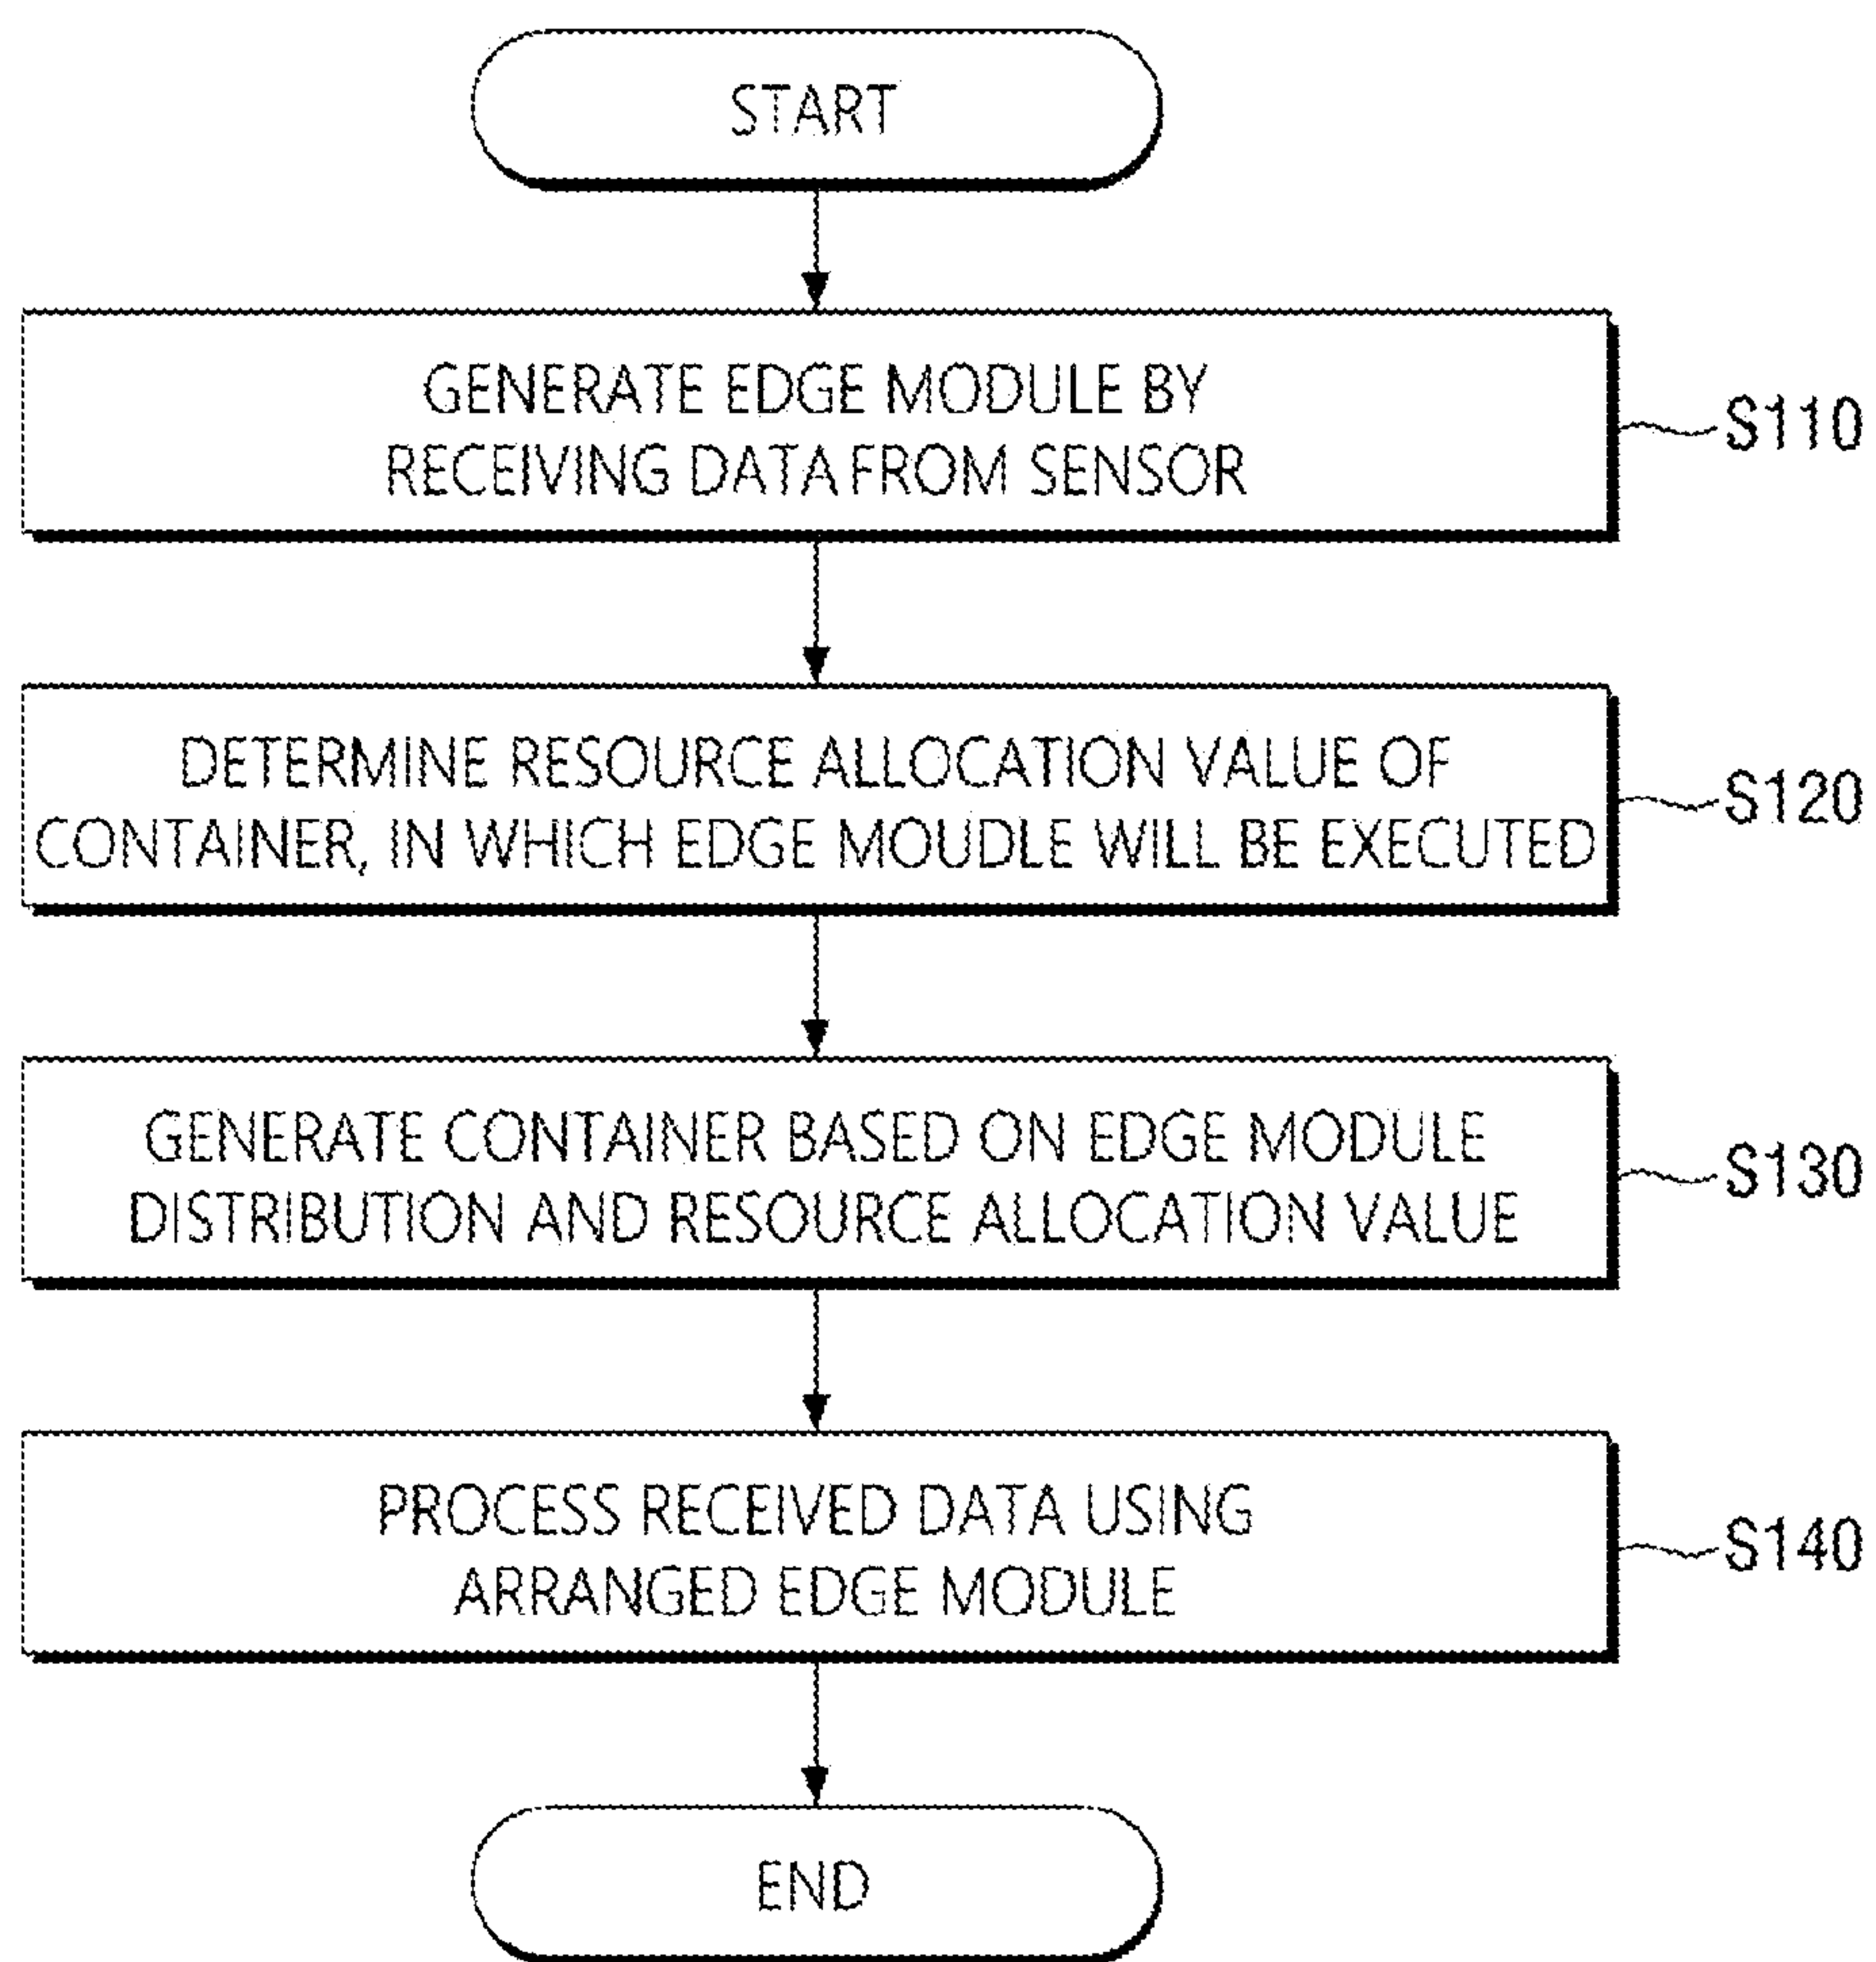 START
GENERATE EDGE MODULE BY
RECEIVING DATA FROM SENSOR
S110
DETERMINE RESOURCE ALLOCATION VALUE OF
CONTAINER, IN WHICH EDGE MOUDLE WILL BE EXECUTED
S120
GENERATE CONTAINER BASED ON EDGE MODULE
DISTRIBUTION AND RESOURCE ALLOCATION VALUE
S130
PROCESS RECEIVED DATA USING
ARRANGED EDGE MODULE
S140
END